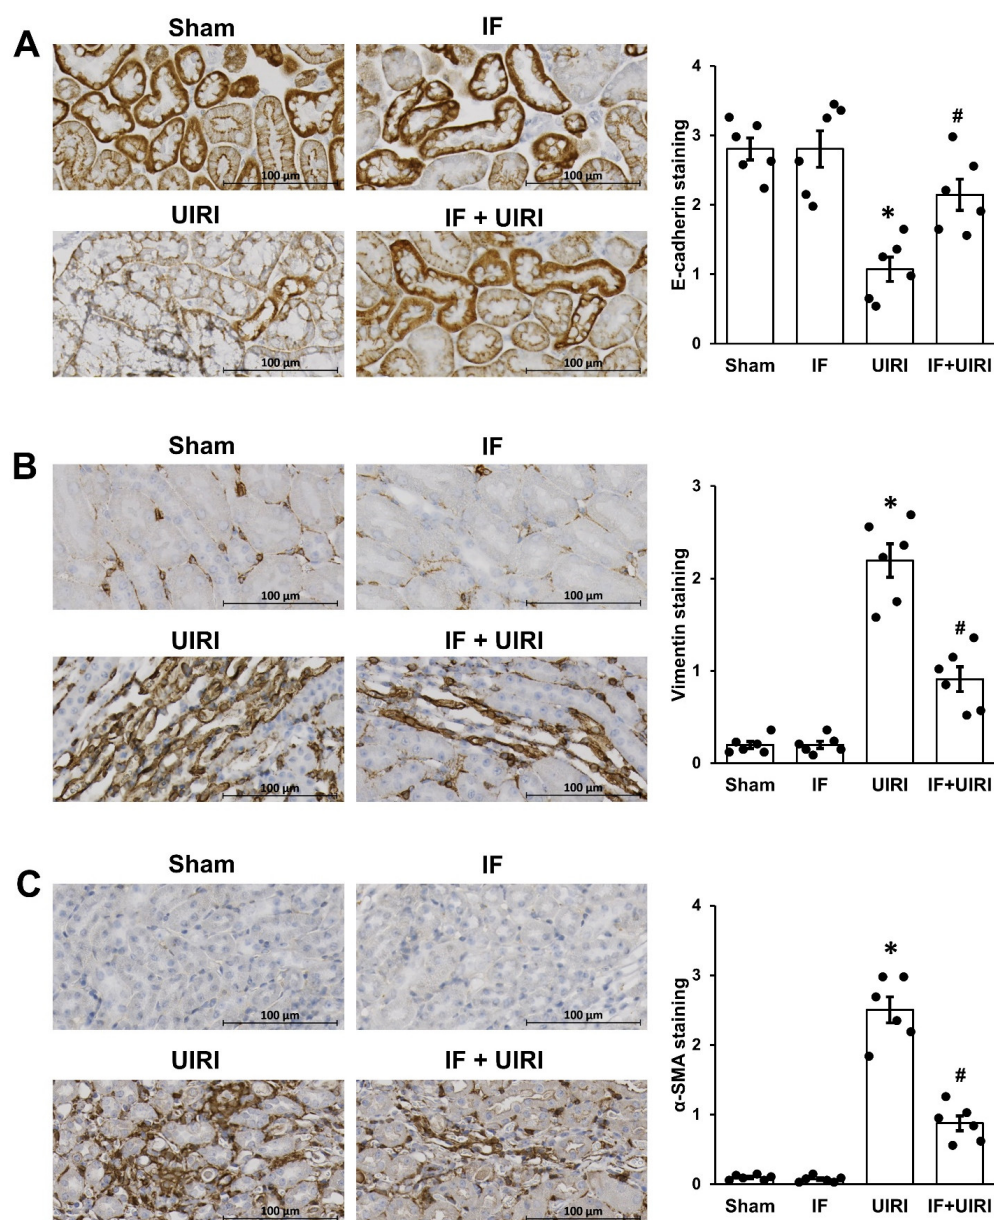 A
Sham
IF
100 µm
100 µm
UIRI
IF + UIRI
100 µm
100 µm
E-cadherin staining
4
3
2
1
0
*
#
Sham
IF
UIRI
IF+UIRI
B
Sham
IF
100 µm
100 µm
UIRI
IF + UIRI
100 µm
100 µm
Vimentin staining
3
2
1
0
*
#
Sham
IF
UIRI
IF+UIRI
C
Sham
IF
100 µm
100 µm
UIRI
IF + UIRI
100 µm
100 µm
α-SMA staining
4
3
2
1
0
*
#
Sham
IF
UIRI
IF+UIRI